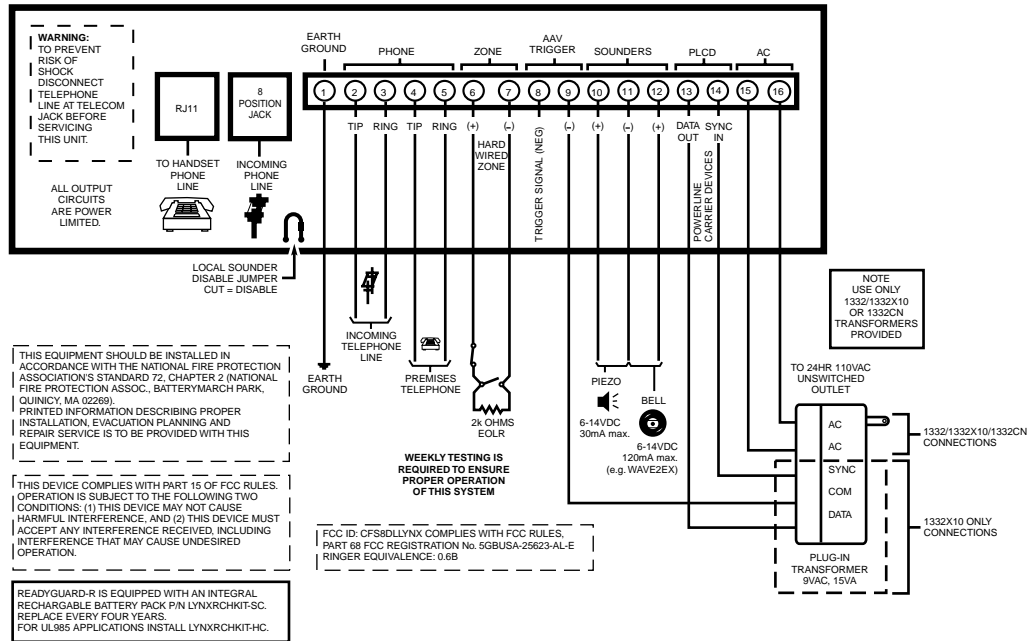 WARNING:
TO PREVENT
RISK OF
SHOCK
DISCONNECT
TELEPHONE
LINE AT TELECOM
JACK BEFORE
SERVICING
THIS UNIT.
ALL OUTPUT
CIRCUITS
ARE POWER
LIMITED.
RJ11
8
POSITION
JACK
TO HANDSET
PHONE
LINE
INCOMING
PHONE
LINE
EARTH
GROUND
PHONE
ZONE
AAV
TRIGGER
SOUNDERS
PLCD
AC
1 2 3 4 5 6 7 8 9 10 11 12 13 14 15 16
TIP RING TIP RING (+) (-) (-) (+) (-) (+)
HARD
WIRED
ZONE
TRIGGER SIGNAL (NEG)
DATA
OUT
SYNC
IN
POWERLINE
CARRIER DEVICES
LOCAL SOUNDER
DISABLE JUMPER
CUT = DISABLE
EARTH
GROUND
INCOMING
TELEPHONE
LINE
PREMISES
TELEPHONE
2k OHMS
EOLR
PIEZO
6-14VDC
30mA max.
BELL
6-14VDC
120mA max.
(e.g. WAVE2EX)
NOTE
USE ONLY
1332/1332X10
OR 1332CN
TRANSFORMERS
PROVIDED
TO 24HR 110VAC
UNSWITCHED
OUTLET
AC
AC
SYNC
COM
DATA
1332/1332X10/1332CN
CONNECTIONS
1332X10 ONLY
CONNECTIONS
PLUG-IN
TRANSFORMER
9VAC, 15VA
WEEKLY TESTING IS
REQUIRED TO ENSURE
PROPER OPERATION
OF THIS SYSTEM
THIS EQUIPMENT SHOULD BE INSTALLED IN
ACCORDANCE WITH THE NATIONAL FIRE PROTECTION
ASSOCIATION'S STANDARD 72, CHAPTER 2 (NATIONAL
FIRE PROTECTION ASSOC., BATTERYMARCH PARK,
QUINICY, MA 02269).
PRINTED INFORMATION DESCRIBING PROPER
INSTALLATION, EVACUATION PLANNING AND
REPAIR SERVICE IS TO BE PROVIDED WITH THIS
EQUIPMENT.
THIS DEVICE COMPLIES WITH PART 15 OF FCC RULES.
OPERATION IS SUBJECT TO THE FOLLOWING TWO
CONDITIONS: (1) THIS DEVICE MAY NOT CAUSE
HARMFUL INTERFERENCE, AND (2) THIS DEVICE MUST
ACCEPT ANY INTERFERENCE RECEIVED, INCLUDING
INTERFERENCE THAT MAY CAUSE UNDESIRED
OPERATION.
FCC ID: CFS8DLLYNX COMPLIES WITH FCC RULES,
PART 68 FCC REGISTRATION No. 5GBUSA-25623-AL-E
RINGER EQUIVALENCE: 0.6B
READYGUARD-R IS EQUIPPED WITH AN INTEGRAL
RECHARGABLE BATTERY PACK P/N LYNXRCHKIT-SC.
REPLACE EVERY FOUR YEARS.
FOR UL985 APPLICATIONS INSTALL LYNXRCHKIT-HC.